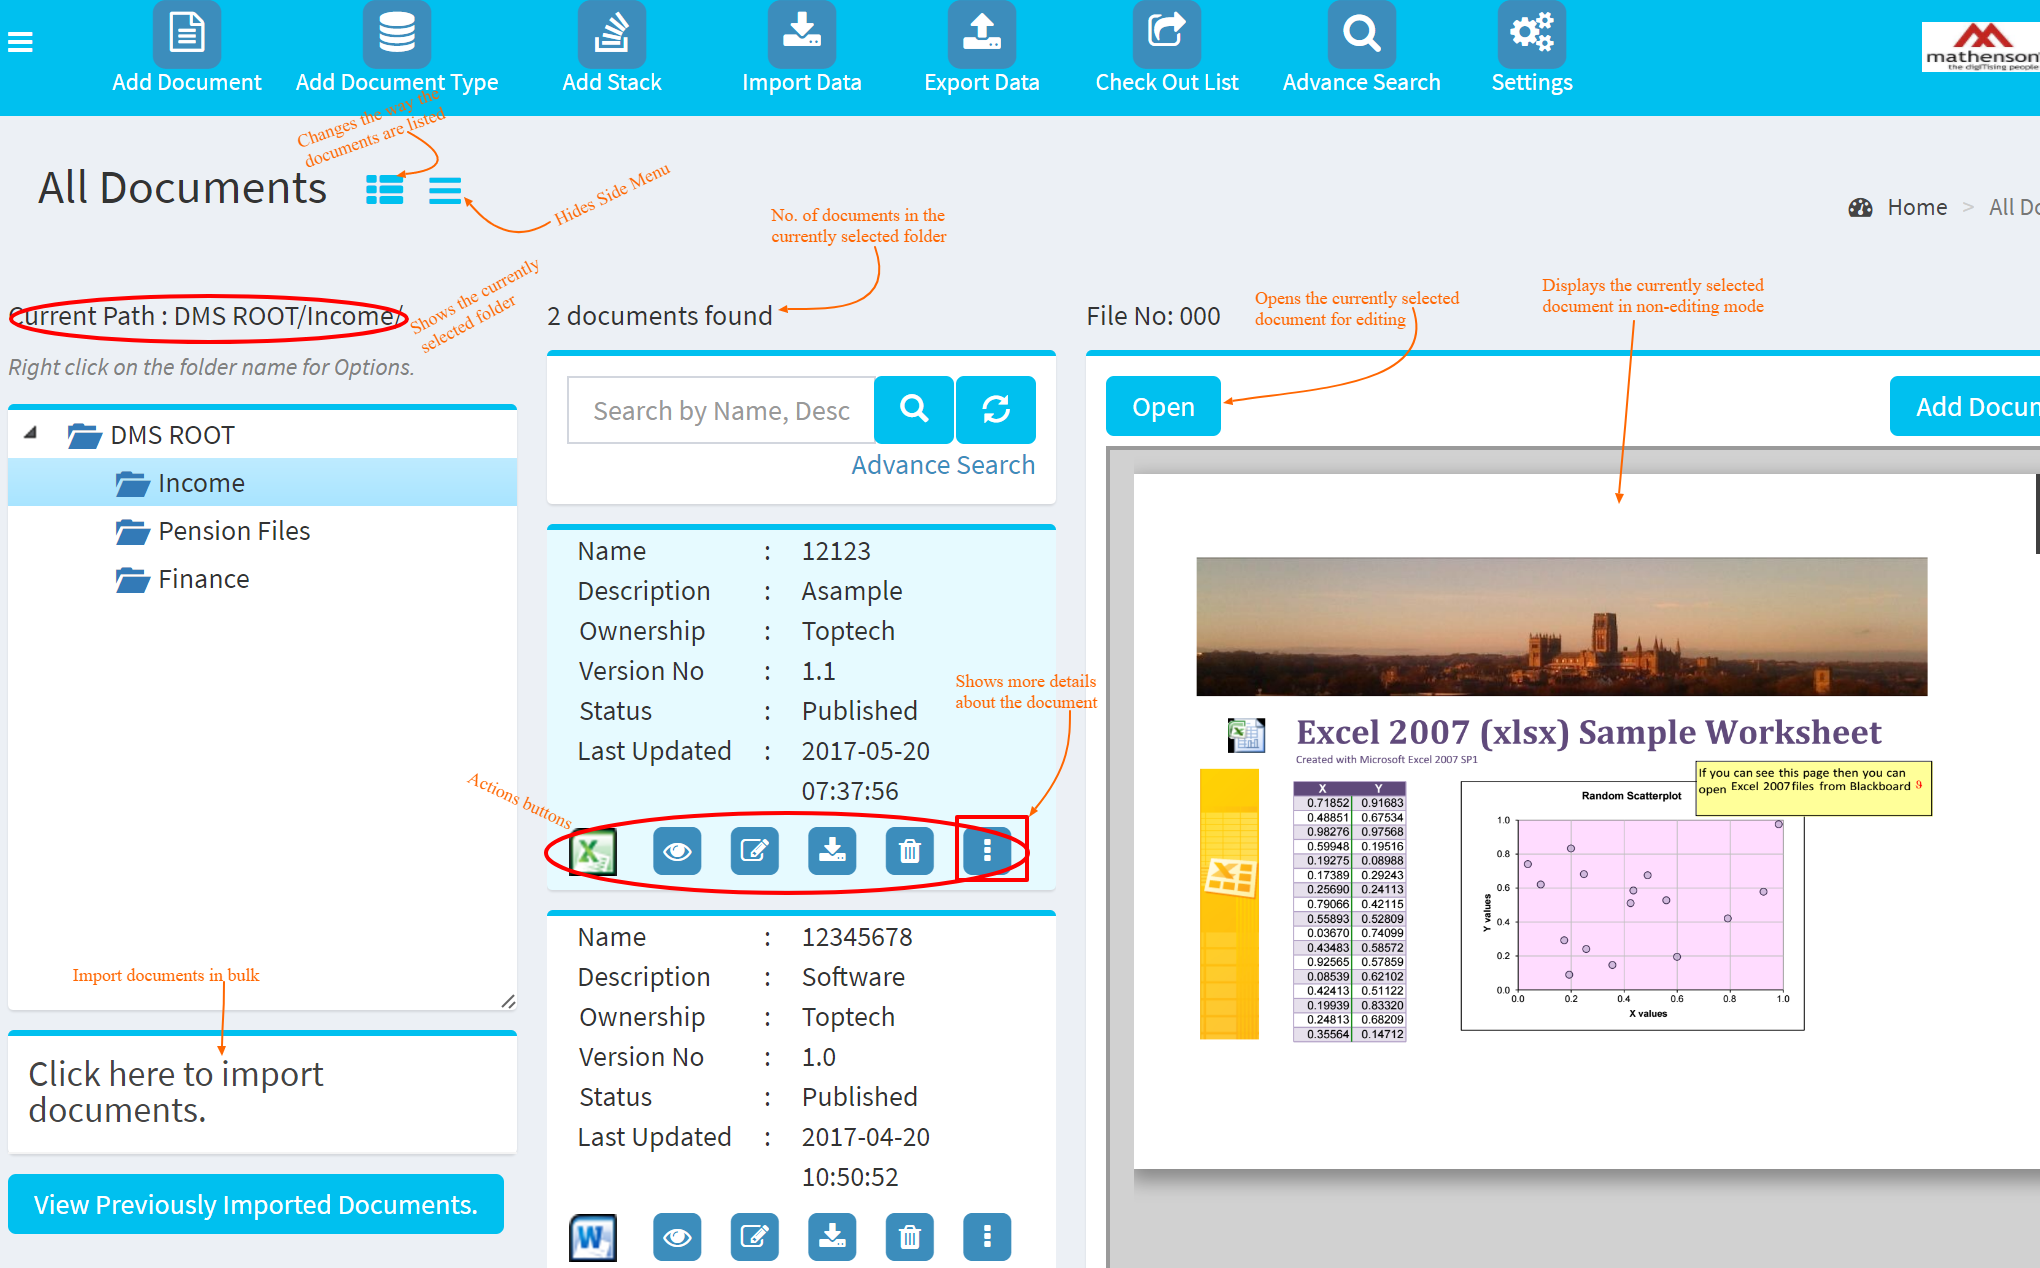 Add Document
Add Document Type
Add Stack
Import Data
Export Data
Check Out List
Advance Search
Settings
mathenson
the digiTising people
Changes the way the
documents are listed
All Documents
Hides Side Menu
No. of documents in the
currently selected folder
Home > All Do
Shows the currently
selected folder
Current Path : DMS ROOT/Income/
2 documents found
File No: 000
Opens the currently selected
document for editing
Displays the currently selected
document in non-editing mode
Right click on the folder name for Options.
DMS ROOT
Income
Pension Files
Finance
Import documents in bulk
Click here to import
documents.
View Previously Imported Documents.
Search by Name, Desc
Advance Search
Name : 12123
Description : Asample
Ownership : Toptech
Version No : 1.1
Status : Published
Last Updated : 2017-05-20
07:37:56
Shows more details
about the document
Actions buttons
Name : 12345678
Description : Software
Ownership : Toptech
Version No : 1.0
Status : Published
Last Updated : 2017-04-20
10:50:52
Open
Add Docum
Excel 2007 (xlsx) Sample Worksheet
Created with Microsoft Excel 2007 SP1
If you can see this page then you can
open Excel 2007 files from Blackboard 9
X Y
0.71852 0.91683
0.48851 0.67534
0.98276 0.97568
0.59948 0.19516
0.19275 0.08988
0.17389 0.29243
0.25690 0.24113
0.79066 0.42115
0.55893 0.52809
0.03670 0.74099
0.43483 0.58572
0.92565 0.57859
0.08539 0.62102
0.42413 0.51122
0.19939 0.83320
0.24813 0.68209
0.35564 0.14712
Random Scatterplot
Y values
1.0
0.8
0.6
0.4
0.2
0.0
0.0 0.2 0.4 0.6 0.8 1.0
X values